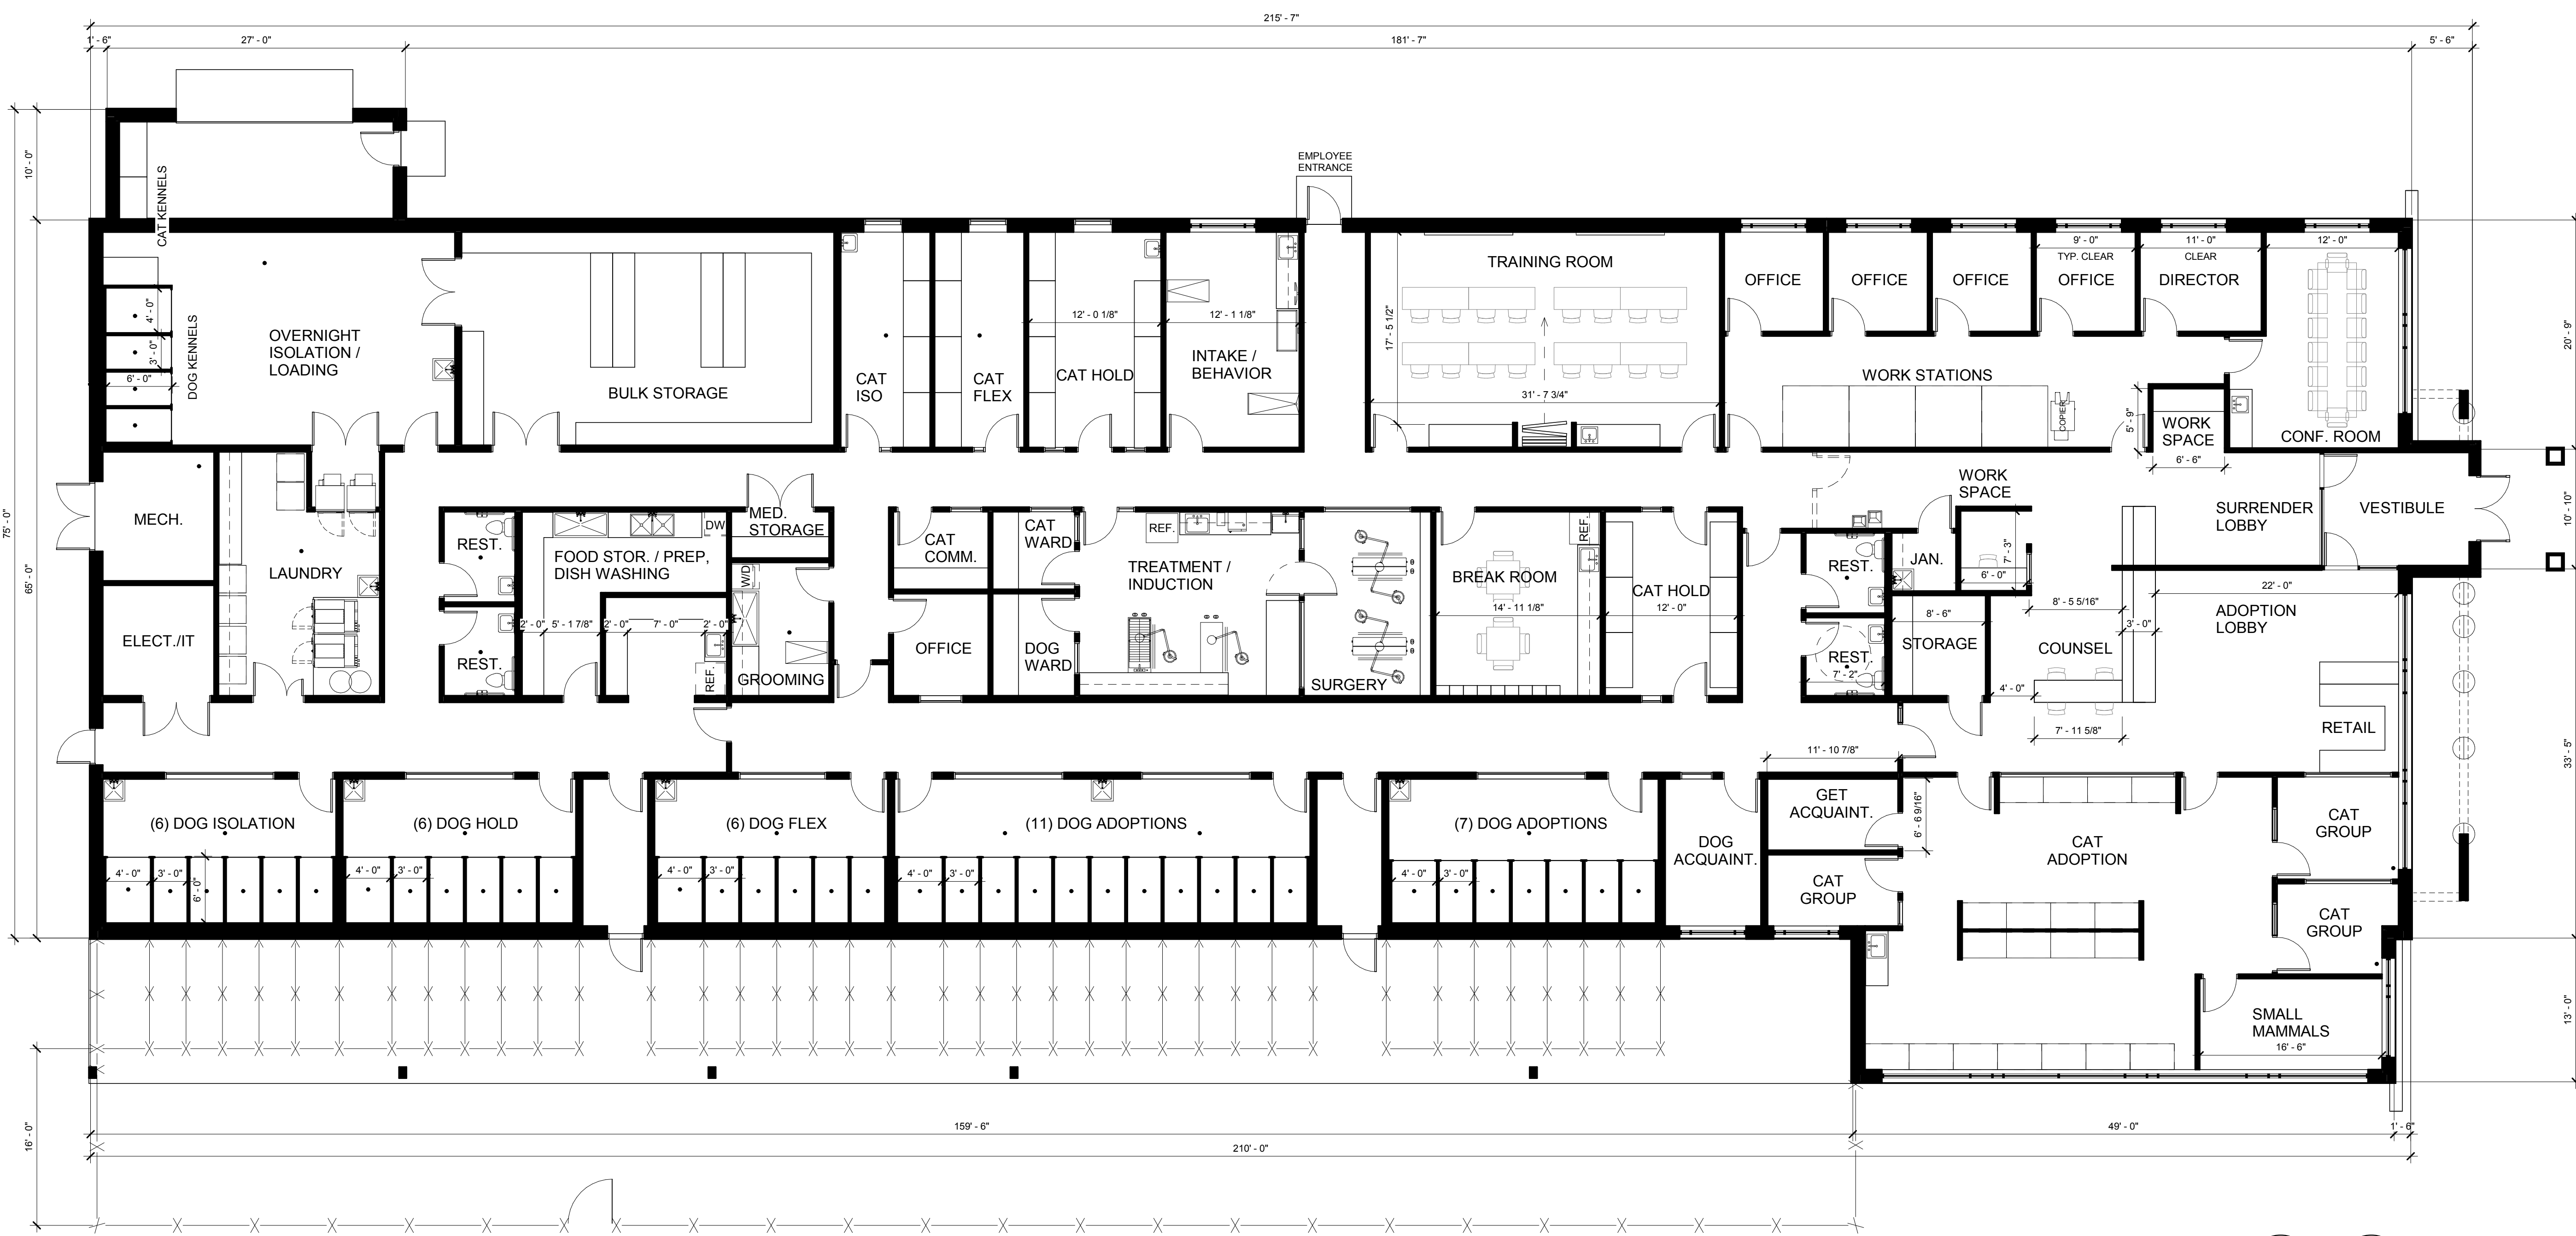 215' - 7"
1' - 6"
27' - 0"
181' - 7"
5' - 6"
10' - 0"
75' - 0"
65' - 0"
CAT KENNELS
EMPLOYEE
ENTRANCE
OVERNIGHT
ISOLATION /
LOADING
4' - 0"
3' - 0"
6' - 0"
DOG KENNELS
BULK STORAGE
CAT
ISO
CAT
FLEX
12' - 0 1/8"
CAT HOLD
12' - 1 1/8"
INTAKE /
BEHAVIOR
TRAINING ROOM
17' - 5 1/2"
31' - 7 3/4"
OFFICE
OFFICE
OFFICE
9' - 0"
TYP. CLEAR
OFFICE
11' - 0"
CLEAR
DIRECTOR
12' - 0"
CONF. ROOM
WORK STATIONS
COPIER
5' - 9"
WORK
SPACE
6' - 6"
20' - 9"
MECH.
ELECT./IT
LAUNDRY
REST.
REST.
DW
FOOD STOR. / PREP,
DISH WASHING
2' - 0"
5' - 1 7/8"
2' - 0"
7' - 0"
2' - 0"
REF.
MED.
STORAGE
W/D
GROOMING
CAT
COMM.
OFFICE
CAT
WARD
DOG
WARD
REF.
TREATMENT /
INDUCTION
SURGERY
BREAK ROOM
14' - 11 1/8"
REF.
CAT HOLD
12' - 0"
WORK
SPACE
REST.
REST.
7' - 2"
JAN.
7' - 3"
6' - 0"
8' - 6"
STORAGE
8' - 5 5/16"
3' - 0"
COUNSEL
4' - 0"
7' - 11 5/8"
SURRENDER
LOBBY
VESTIBULE
10' - 10"
22' - 0"
ADOPTION
LOBBY
RETAIL
33' - 5"
11' - 10 7/8"
(6) DOG ISOLATION
4' - 0"
3' - 0"
6' - 0"
(6) DOG HOLD
4' - 0"
3' - 0"
(6) DOG FLEX
4' - 0"
3' - 0"
(11) DOG ADOPTIONS
4' - 0"
3' - 0"
(7) DOG ADOPTIONS
4' - 0"
3' - 0"
DOG
ACQUAINT.
GET
ACQUAINT.
6' - 6 9/16"
CAT
GROUP
CAT
ADOPTION
CAT
GROUP
CAT
GROUP
SMALL
MAMMALS
16' - 6"
13' - 0"
16' - 0"
159' - 6"
49' - 0"
1' - 6"
210' - 0"